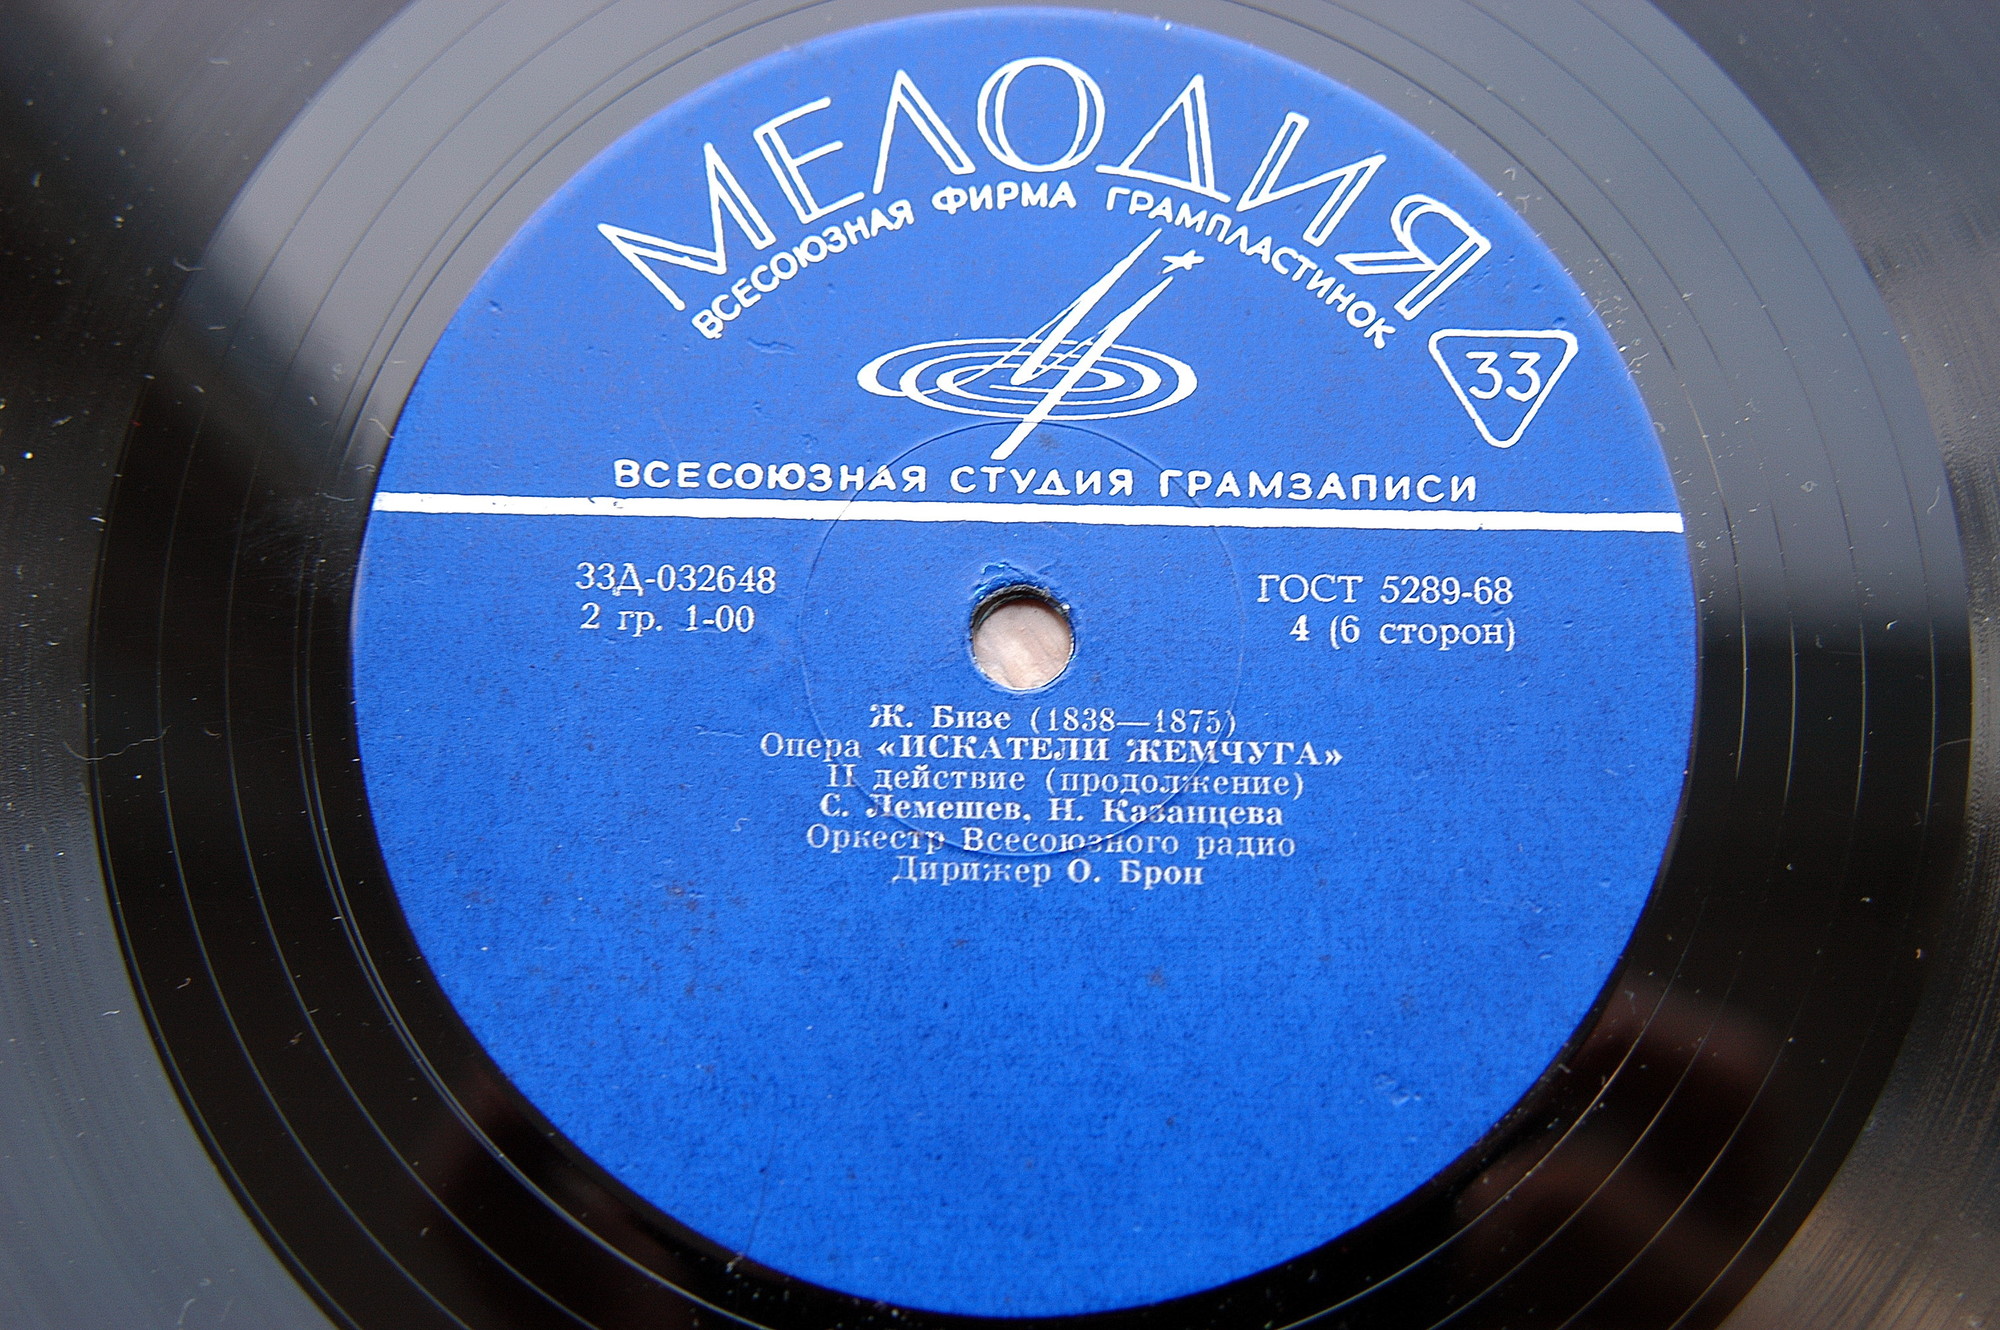 МЕЛОДИЯ
ВСЕСОЮЗНАЯ ФИРМА ГРАМПЛАСТИНОК
33
ВСЕСОЮЗНАЯ СТУДИЯ ГРАМЗАПИСИ
33Д-032648
2 гр. 1-00
ГОСТ 5289-68
4 (6 сторон)
Ж. Бизе (1838—1875)
Опера «ИСКАТЕЛИ ЖЕМЧУГА»
II действие (продолжение)
С. Лемешев, Н. Казанцева
Оркестр Всесоюзного радио
Дирижер О. Брон